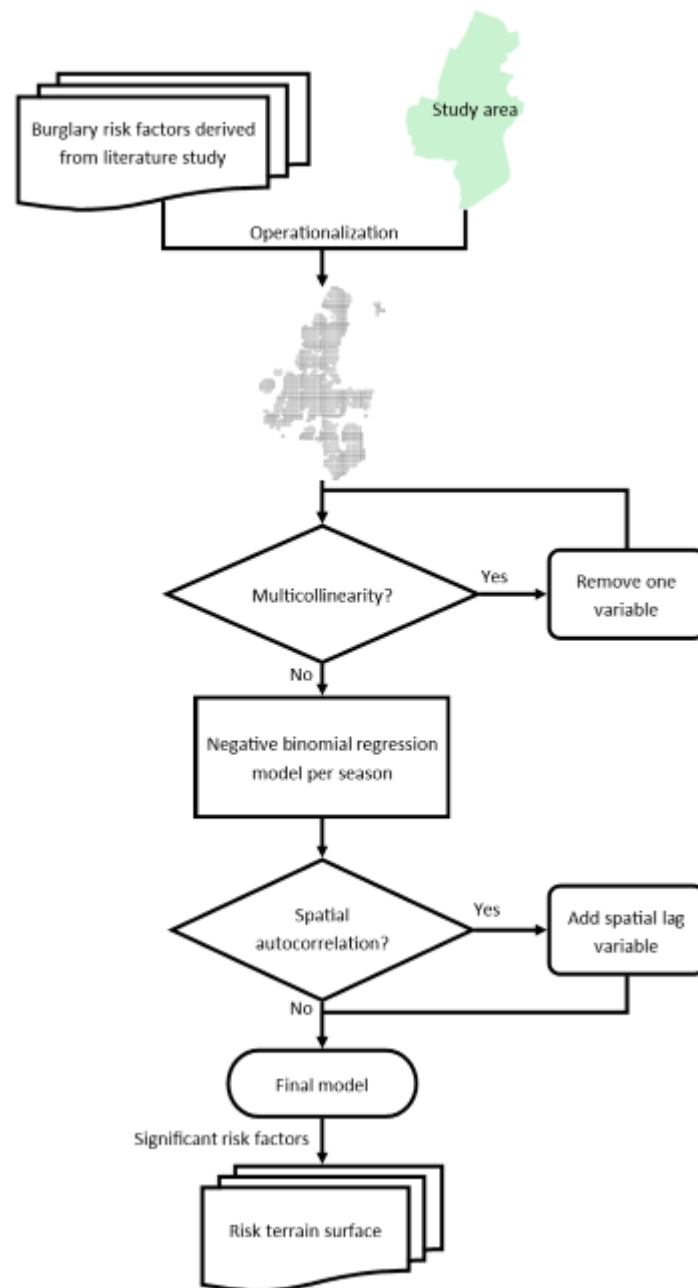 Burglary risk factors derived
from literature study
Study area
Operationalization
Multicollinearity?
Yes
Remove one
variable
No
Negative binomial regression
model per season
Spatial
autocorrelation?
Yes
Add spatial lag
variable
No
Final model
Significant risk factors
Risk terrain surface